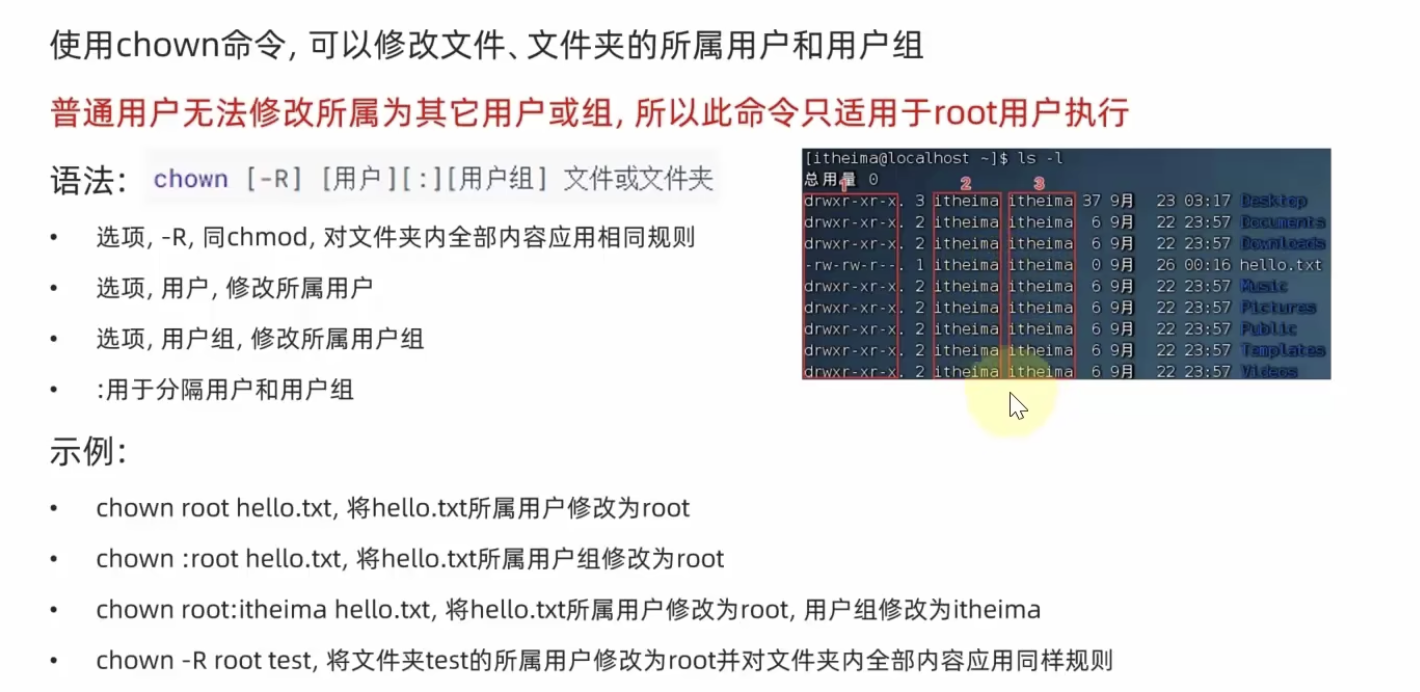 使用chown命令, 可以修改文件、文件夹的所属用户和用户组
普通用户无法修改所属为其它用户或组, 所以此命令只适用于root用户执行
语法: chown [-R] [用户][:][用户组] 文件或文件夹
• 选项, -R, 同chmod, 对文件夹内全部内容应用相同规则
• 选项, 用户, 修改所属用户
• 选项, 用户组, 修改所属用户组
• :用于分隔用户和用户组
[itheima@localhost ~]$ ls -l
总用量 0
1 2 3
drwxr-xr-x. 3 itheima itheima 37 9月 23 03:17 Desktop
drwxr-xr-x. 2 itheima itheima 6 9月 22 23:57 Documents
drwxr-xr-x. 2 itheima itheima 6 9月 22 23:57 Downloads
-rw-rw-r--. 1 itheima itheima 0 9月 26 00:16 hello.txt
drwxr-xr-x. 2 itheima itheima 6 9月 22 23:57 Music
drwxr-xr-x. 2 itheima itheima 6 9月 22 23:57 Pictures
drwxr-xr-x. 2 itheima itheima 6 9月 22 23:57 Public
drwxr-xr-x. 2 itheima itheima 6 9月 22 23:57 Templates
drwxr-xr-x. 2 itheima itheima 6 9月 22 23:57 Videos
示例:
• chown root hello.txt, 将hello.txt所属用户修改为root
• chown :root hello.txt, 将hello.txt所属用户组修改为root
• chown root:itheima hello.txt, 将hello.txt所属用户修改为root, 用户组修改为itheima
• chown -R root test, 将文件夹test的所属用户修改为root并对文件夹内全部内容应用同样规则